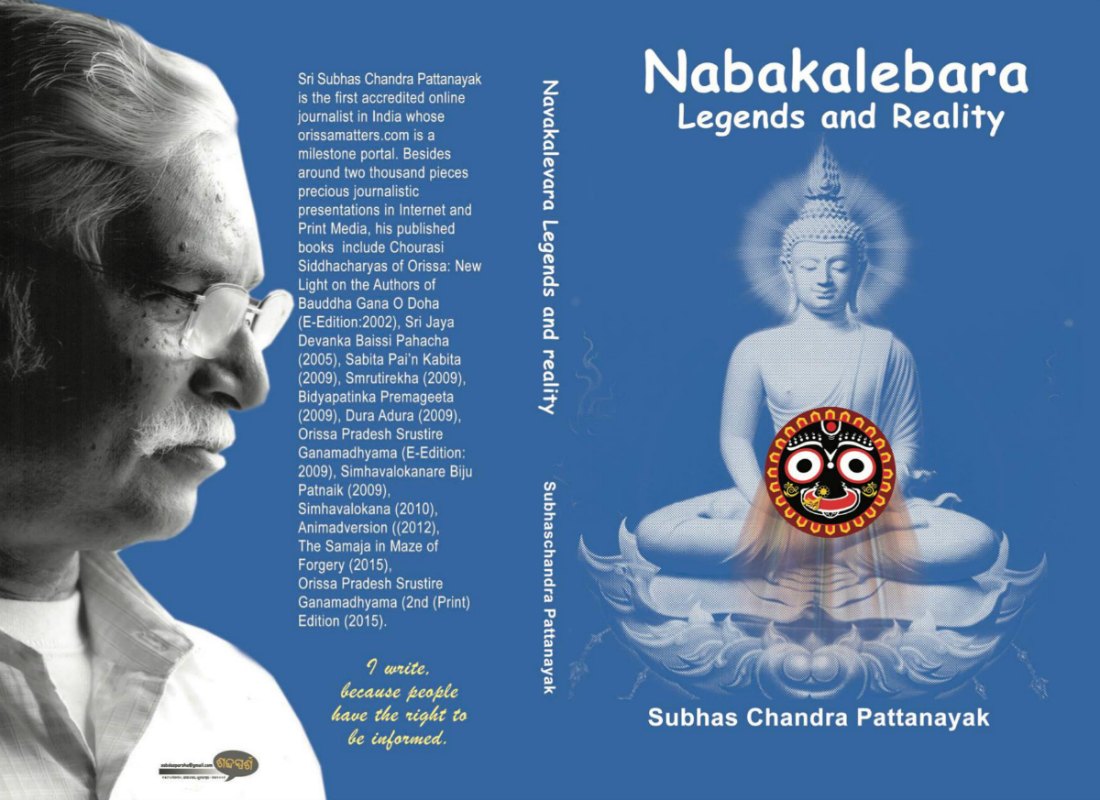 Sri Subhas Chandra Pattanayak
is the first accredited online
journalist in India whose
orissamatters.com is a
milestone portal. Besides
around two thousand pieces
precious journalistic
presentations in Internet and
Print Media, his published
books include Chourasi
Siddhacharyas of Orissa: New
Light on the Authors of
Bauddha Gana O Doha
(E-Edition:2002), Sri Jaya
Devanka Baissi Pahacha
(2005), Sabita Pai'n Kabita
(2009), Smrutirekha (2009),
Bidyapatinka Premageeta
(2009), Dura Adura (2009),
Orissa Pradesh Srustire
Ganamadhyama (E-Edition:
2009), Simhavalokanare Biju
Patnaik (2009),
Simhavalokana (2010),
Animadversion ((2012),
The Samaja in Maze of
Forgery (2015),
Orissa Pradesh Srustire
Ganamadhyama (2nd (Print)
Edition (2015).
I write,
because people
have the right to
be informed.
ଶବ୍ଦସ୍ପର୍ଶ
Navakalevara Legends and reality
Subhaschandra Pattanayak
Nabakalebara
Legends and Reality
Subhas Chandra Pattanayak